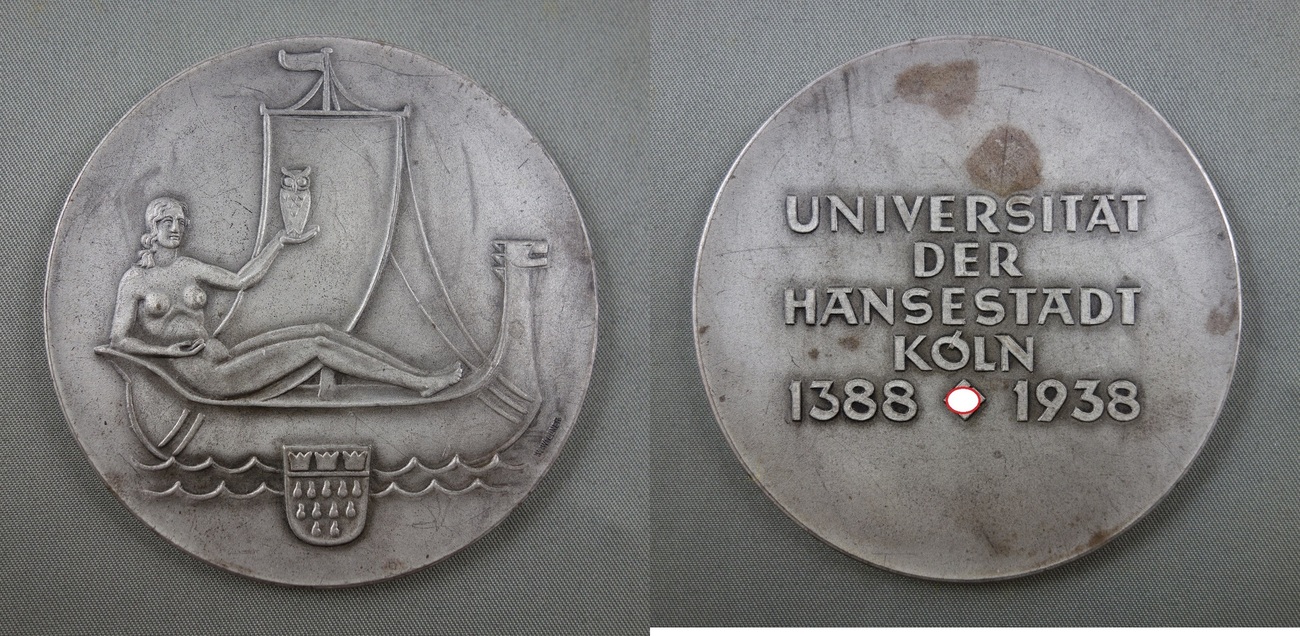 UNIVERSITÄT
DER
HANSESTADT
KÖLN
1388 1938